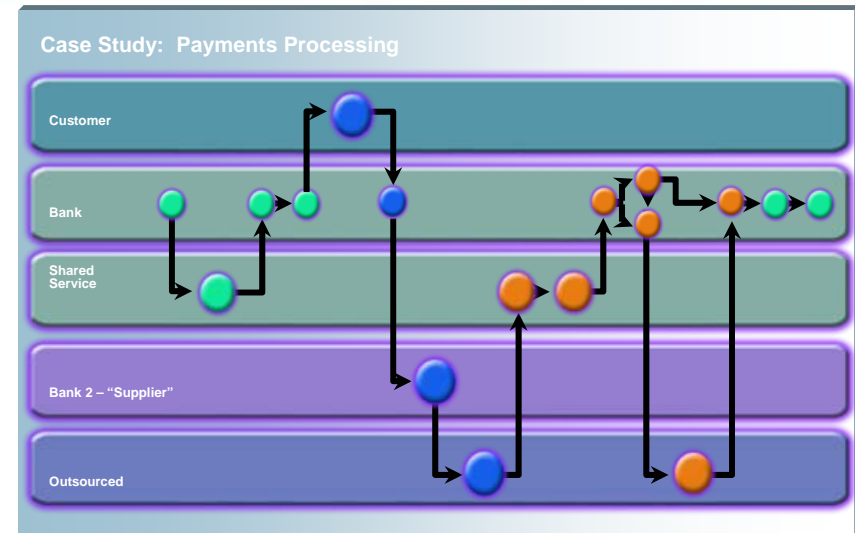 Case Study: Payments Processing
Customer
Bank
Shared
Service
Bank 2 – “Supplier”
Outsourced